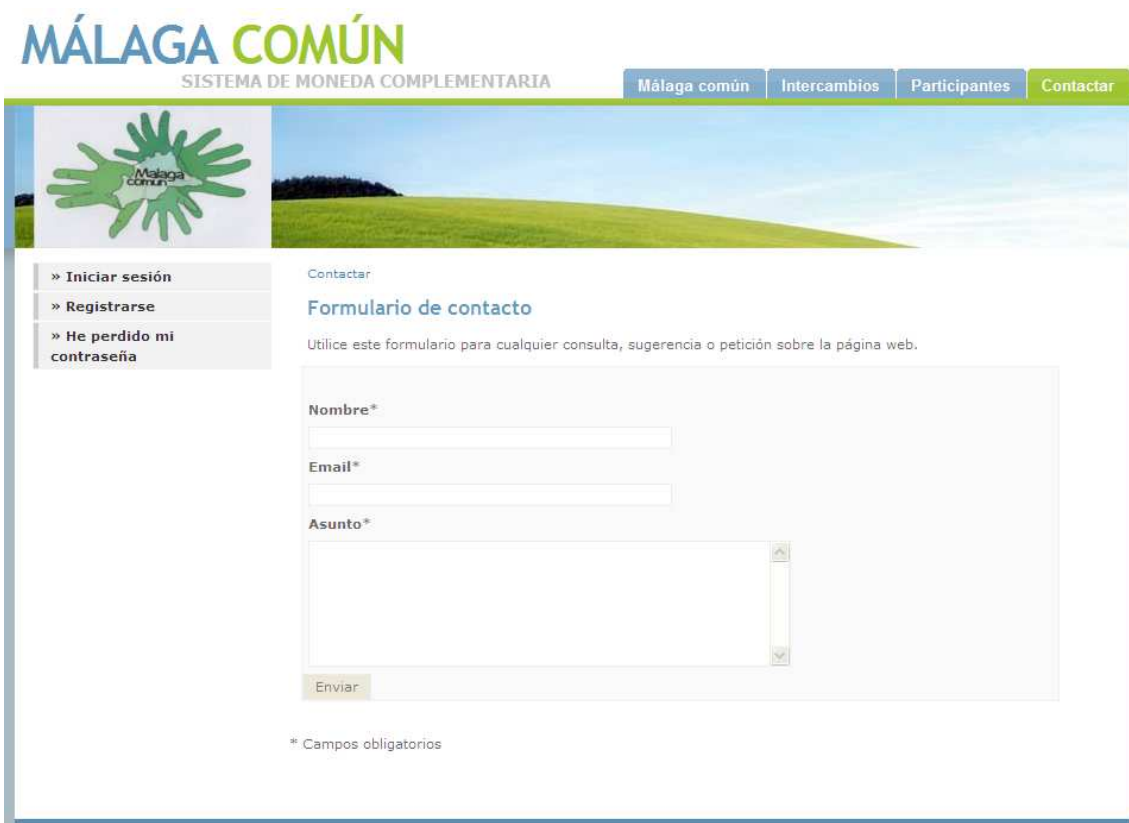 MÁLAGA COMÚN
SISTEMA DE MONEDA COMPLEMENTARIA
Málaga común Intercambios Participantes Contactar
Malaga
común
» Iniciar sesión
» Registrarse
» He perdido mi
contraseña
Contactar
Formulario de contacto
Utilice este formulario para cualquier consulta, sugerencia o petición sobre la página web.
Nombre*
Email*
Asunto*
Enviar
* Campos obligatorios